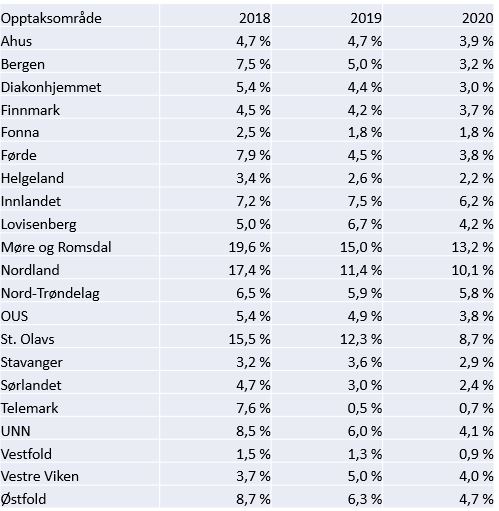 Opptaksområde 2018 2019 2020
Ahus 4,7 % 4,7 % 3,9 %
Bergen 7,5 % 5,0 % 3,2 %
Diakonhjemmet 5,4 % 4,4 % 3,0 %
Finnmark 4,5 % 4,2 % 3,7 %
Fonna 2,5 % 1,8 % 1,8 %
Førde 7,9 % 4,5 % 3,8 %
Helgeland 3,4 % 2,6 % 2,2 %
Innlandet 7,2 % 7,5 % 6,2 %
Lovisenberg 5,0 % 6,7 % 4,2 %
Møre og Romsdal 19,6 % 15,0 % 13,2 %
Nordland 17,4 % 11,4 % 10,1 %
Nord-Trøndelag 6,5 % 5,9 % 5,8 %
OUS 5,4 % 4,9 % 3,8 %
St. Olavs 15,5 % 12,3 % 8,7 %
Stavanger 3,2 % 3,6 % 2,9 %
Sørlandet 4,7 % 3,0 % 2,4 %
Telemark 7,6 % 0,5 % 0,7 %
UNN 8,5 % 6,0 % 4,1 %
Vestfold 1,5 % 1,3 % 0,9 %
Vestre Viken 3,7 % 5,0 % 4,0 %
Østfold 8,7 % 6,3 % 4,7 %